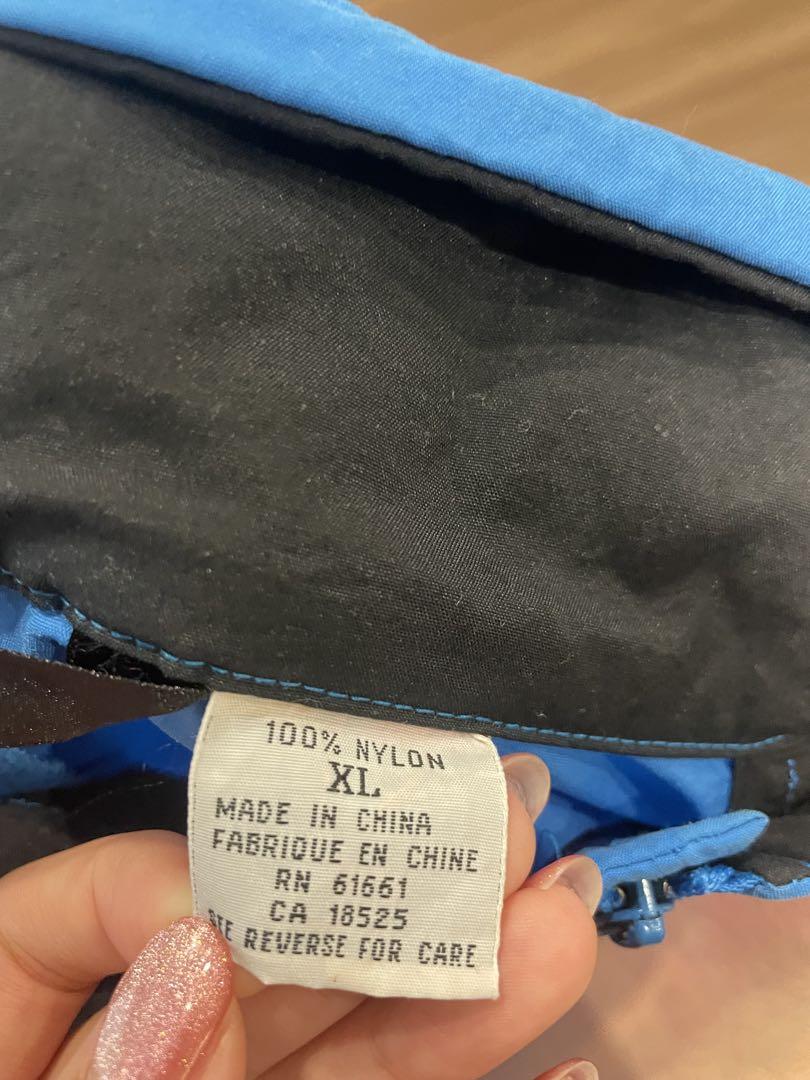 100% NYLON
XL
MADE IN CHINA
FABRIQUE EN CHINE
RN 61661
CA 18525
SEE REVERSE FOR CARE